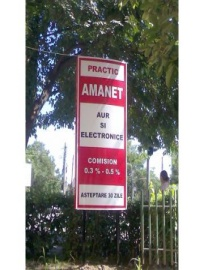 PRACTIC
AMANET
AUR
SI
ELECTRONICE
COMISION
0.3 % - 0.5 %
ASTEPTARE 30 ZILE